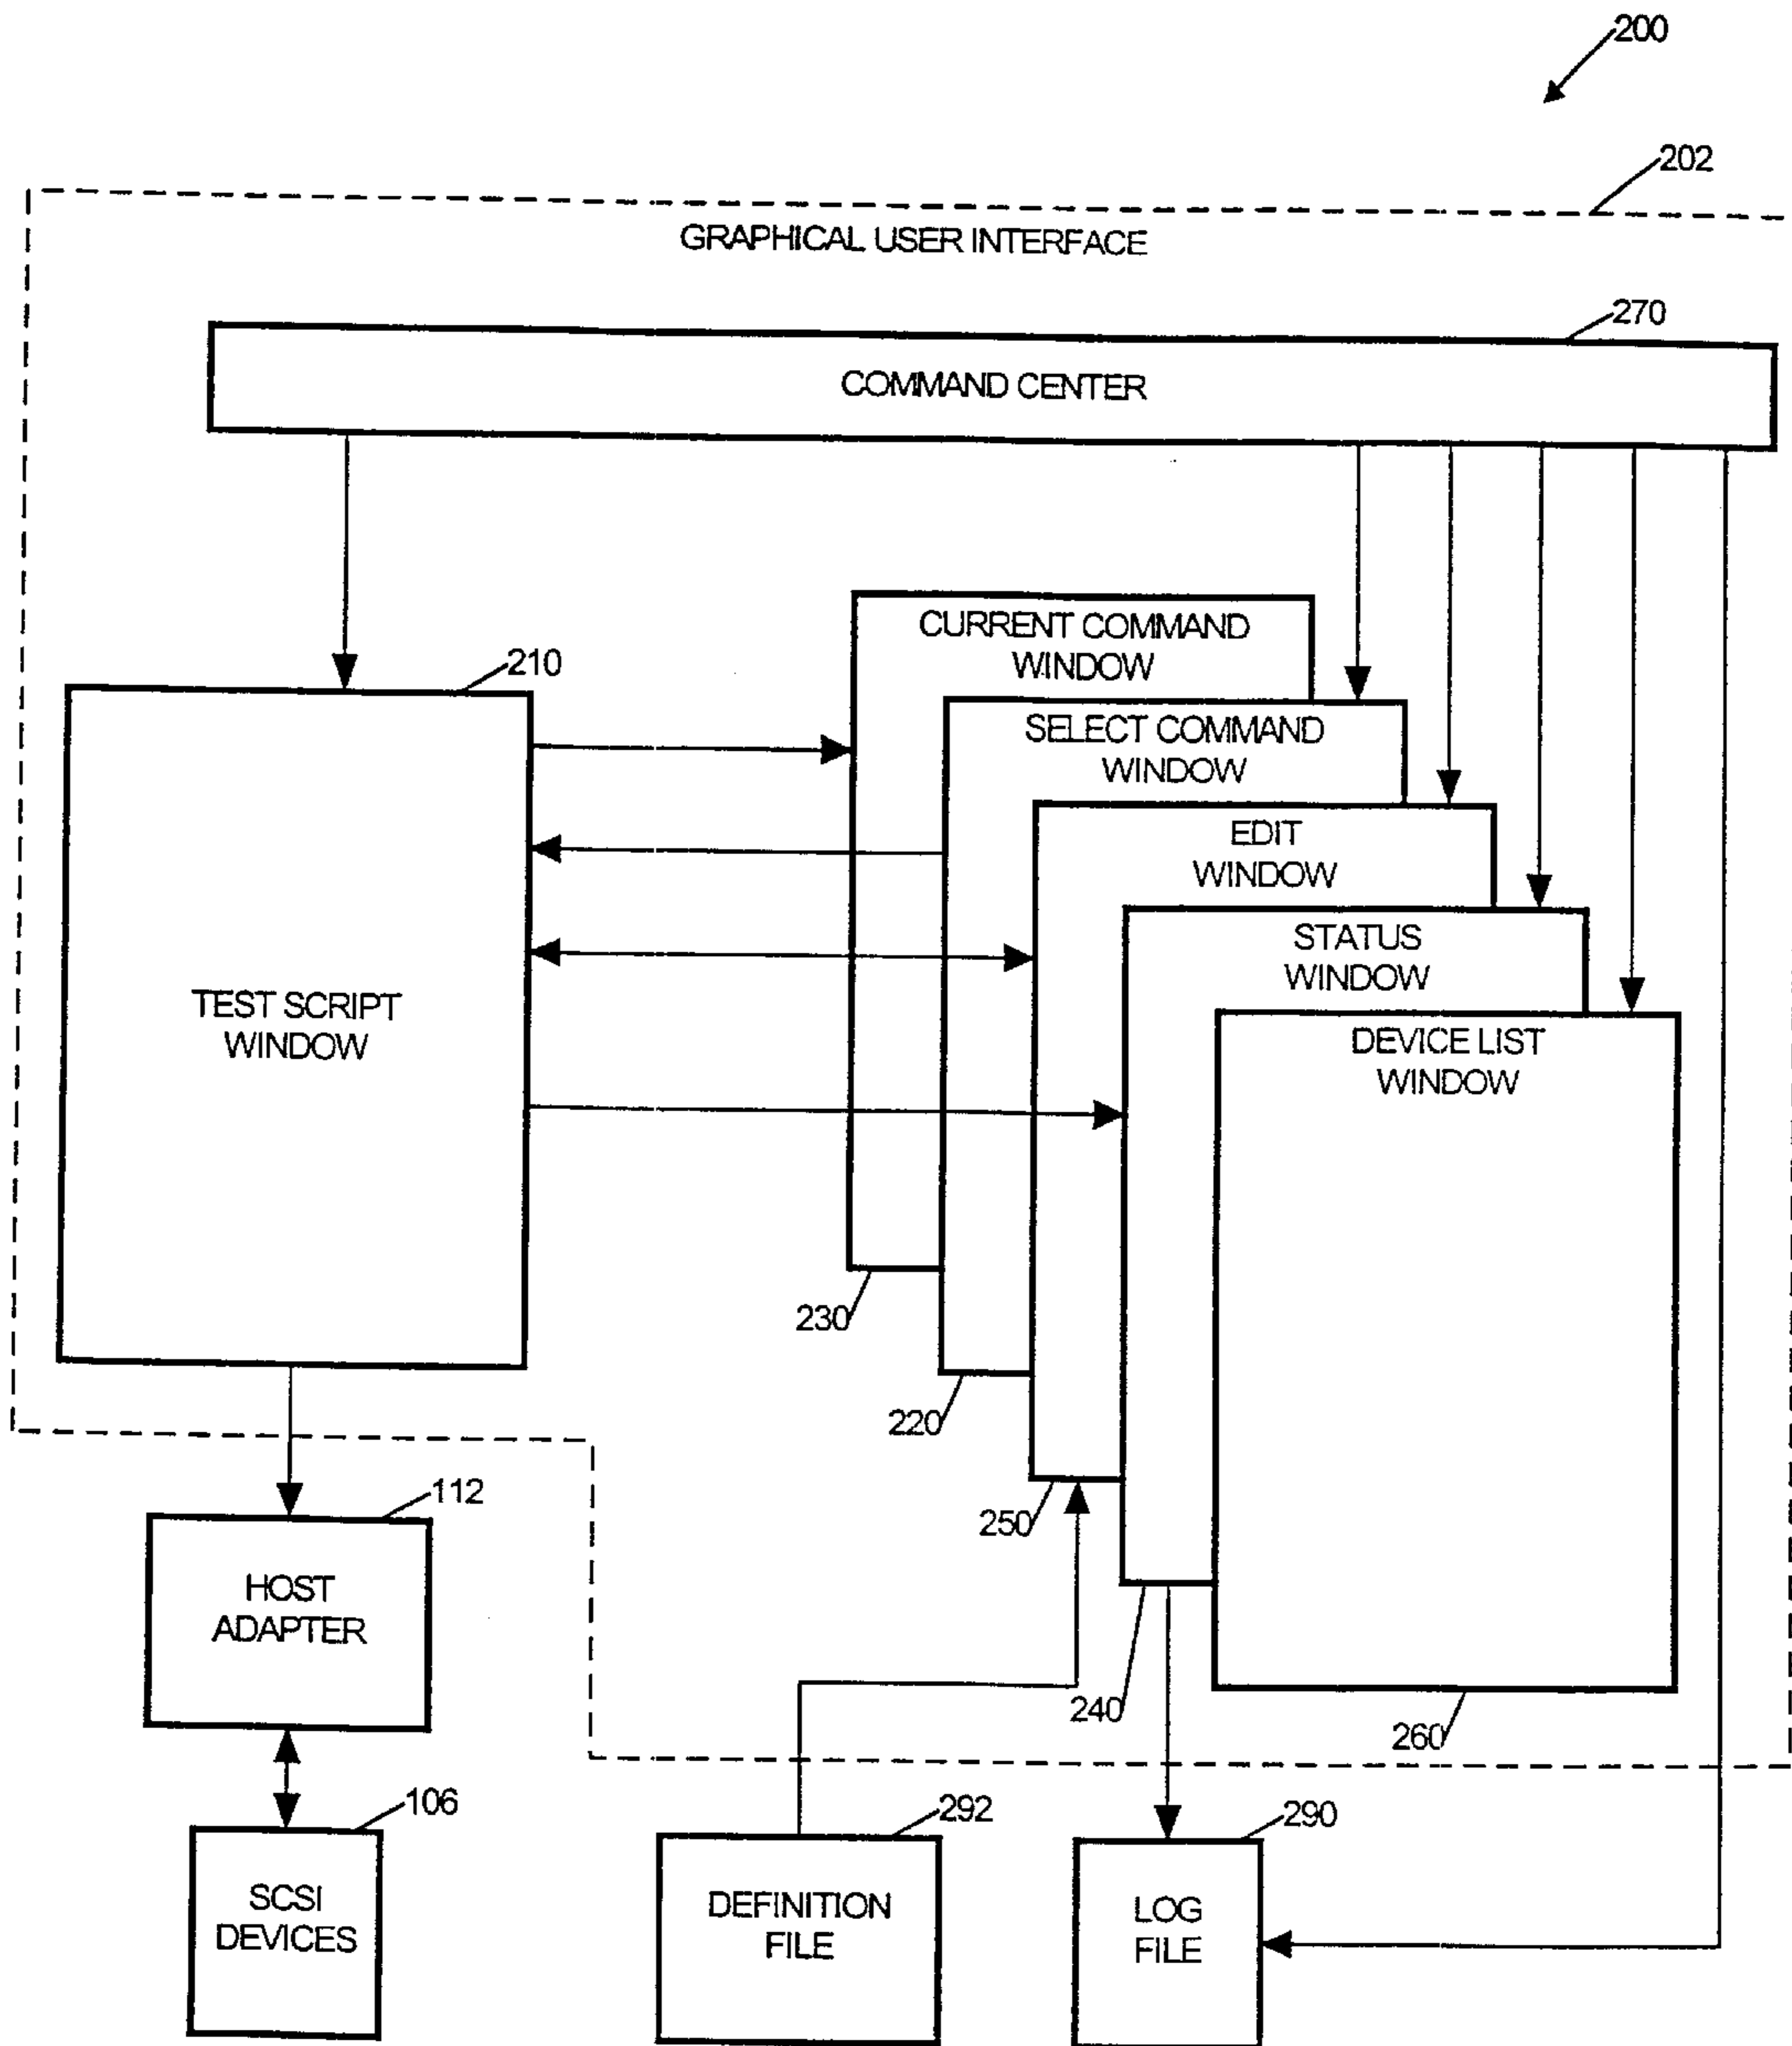 200
202
GRAPHICAL USER INTERFACE
270
COMMAND CENTER
CURRENT COMMAND
WINDOW
210
SELECT COMMAND
WINDOW
EDIT
WINDOW
STATUS
WINDOW
TEST SCRIPT
WINDOW
DEVICE LIST
WINDOW
230
220
250
240
260
112
HOST
ADAPTER
106
SCSI
DEVICES
292
DEFINITION
FILE
290
LOG
FILE